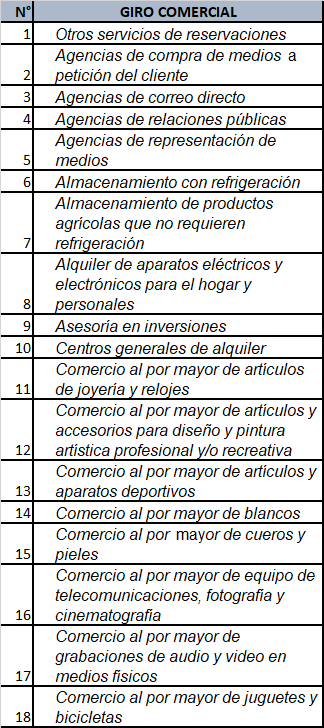 N° GIRO COMERCIAL
1 Otros servicios de reservaciones
Agencias de compra de medios a
2 petición del cliente
3 Agencias de correo directo
4 Agencias de relaciones públicas
Agencias de representación de
5 medios
6 Almacenamiento con refrigeración
Almacenamiento de productos
agrícolas que no requieren
7 refrigeración
Alquiler de aparatos eléctricos y
electrónicos para el hogar y
8 personales
9 Asesoría en inversiones
10 Centros generales de alquiler
Comercio al por mayor de artículos
11 de joyería y relojes
Comercio al por mayor de artículos y
accesorios para diseño y pintura
12 artística profesional y/o recreativa
Comercio al por mayor de artículos y
13 aparatos deportivos
14 Comercio al por mayor de blancos
Comercio al por mayor de cueros y
15 pieles
Comercio al por mayor de equipo de
telecomunicaciones, fotografía y
16 cinematografía
Comercio al por mayor de
grabaciones de audio y video en
17 medios físicos
Comercio al por mayor de juguetes y
18 bicicletas